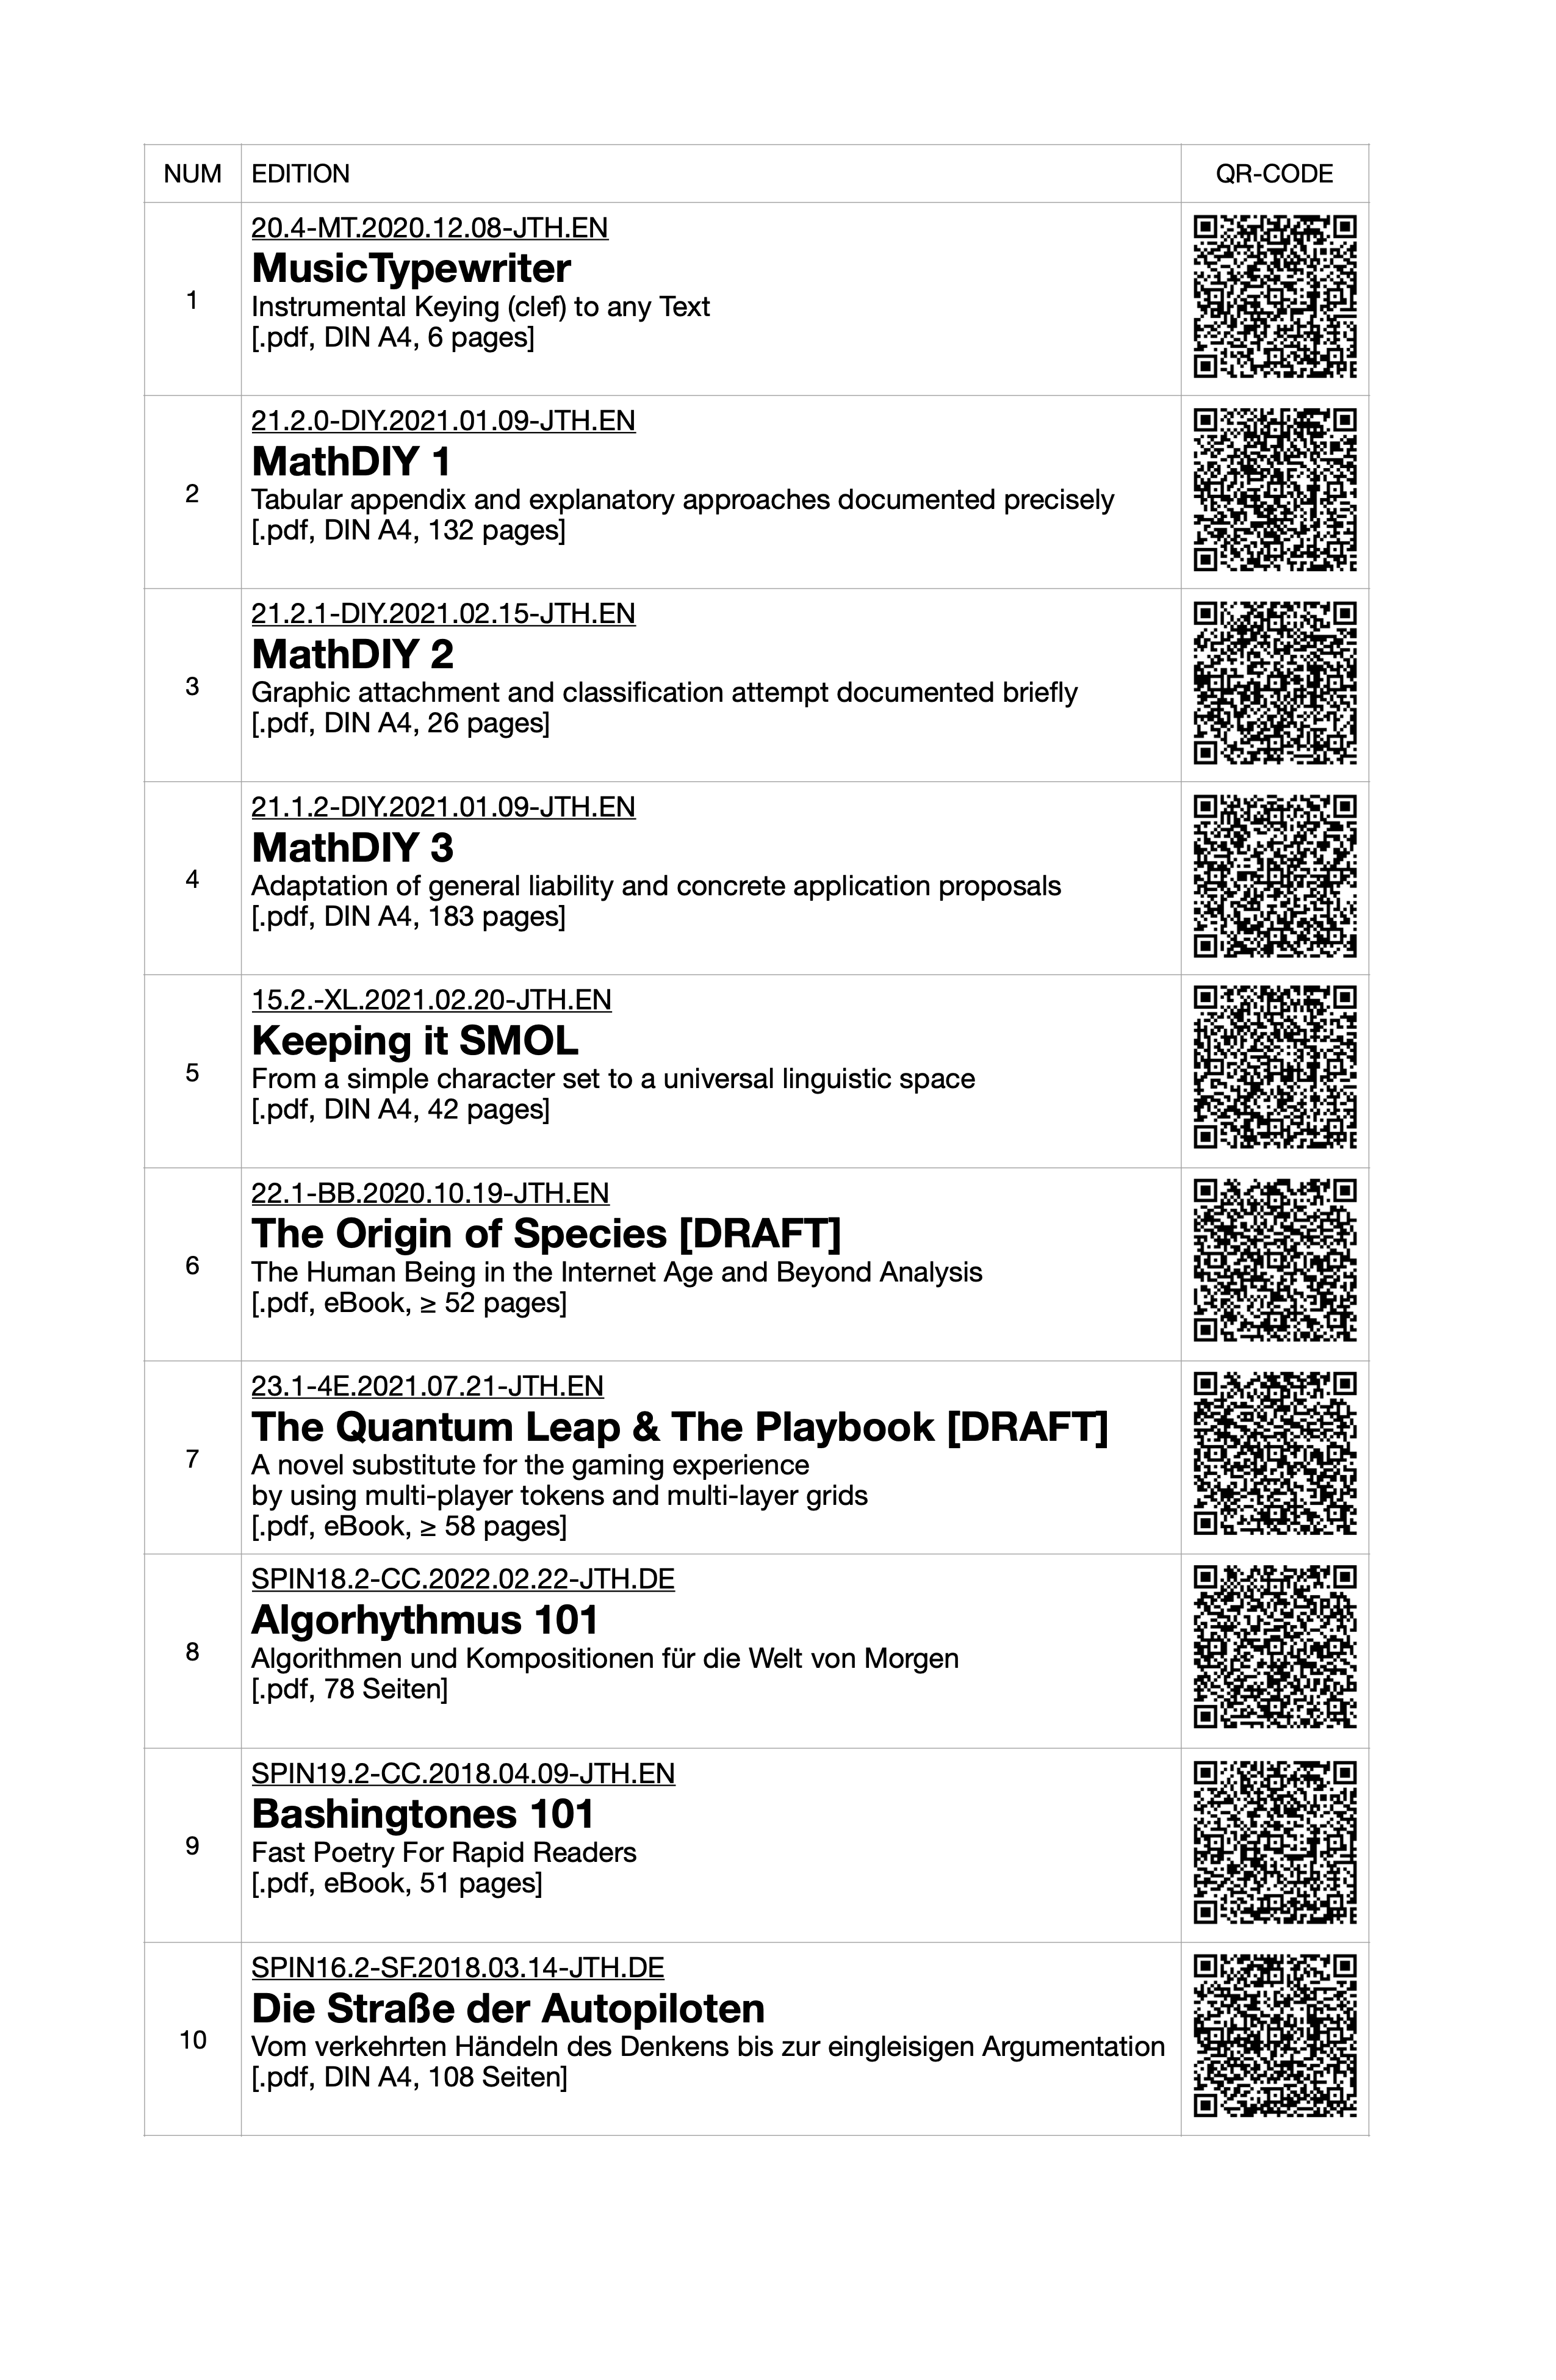 NUM EDITION QR-CODE
1
20.4-MT.2020.12.08-JTH.EN
MusicTypewriter
Instrumental Keying (clef) to any Text
[.pdf, DIN A4, 6 pages]
2
21.2.0-DIY.2021.01.09-JTH.EN
MathDIY 1
Tabular appendix and explanatory approaches documented precisely
[.pdf, DIN A4, 132 pages]
3
21.2.1-DIY.2021.02.15-JTH.EN
MathDIY 2
Graphic attachment and classification attempt documented briefly
[.pdf, DIN A4, 26 pages]
4
21.1.2-DIY.2021.01.09-JTH.EN
MathDIY 3
Adaptation of general liability and concrete application proposals
[.pdf, DIN A4, 183 pages]
5
15.2.-XL.2021.02.20-JTH.EN
Keeping it SMOL
From a simple character set to a universal linguistic space
[.pdf, DIN A4, 42 pages]
6
22.1-BB.2020.10.19-JTH.EN
The Origin of Species [DRAFT]
The Human Being in the Internet Age and Beyond Analysis
[.pdf, eBook, ≥ 52 pages]
7
23.1-4E.2021.07.21-JTH.EN
The Quantum Leap & The Playbook [DRAFT]
A novel substitute for the gaming experience
by using multi-player tokens and multi-layer grids
[.pdf, eBook, ≥ 58 pages]
8
SPIN18.2-CC.2022.02.22-JTH.DE
Algorhythmus 101
Algorithmen und Kompositionen für die Welt von Morgen
[.pdf, 78 Seiten]
9
SPIN19.2-CC.2018.04.09-JTH.EN
Bashingtones 101
Fast Poetry For Rapid Readers
[.pdf, eBook, 51 pages]
10
SPIN16.2-SF.2018.03.14-JTH.DE
Die Straße der Autopiloten
Vom verkehrten Händeln des Denkens bis zur eingleisigen Argumentation
[.pdf, DIN A4, 108 Seiten]